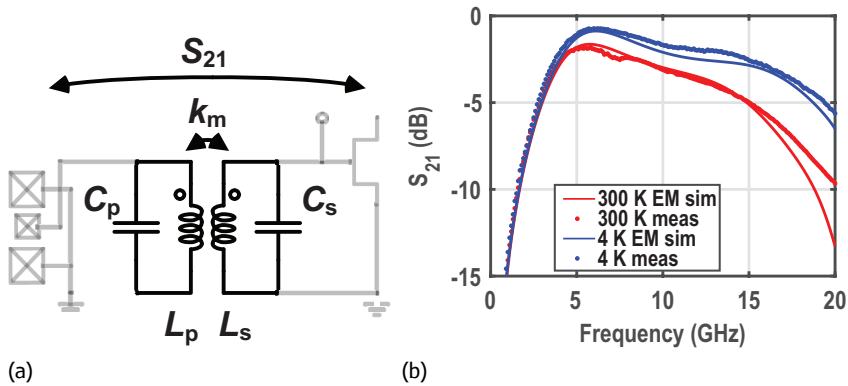 S21
km
Cp
Cs
Lp Ls
(a)
S21 (dB)
0
-5
-10
-15
300 K EM sim
300 K meas
4 K EM sim
4 K meas
0 5 10 15 20
Frequency (GHz)
(b)